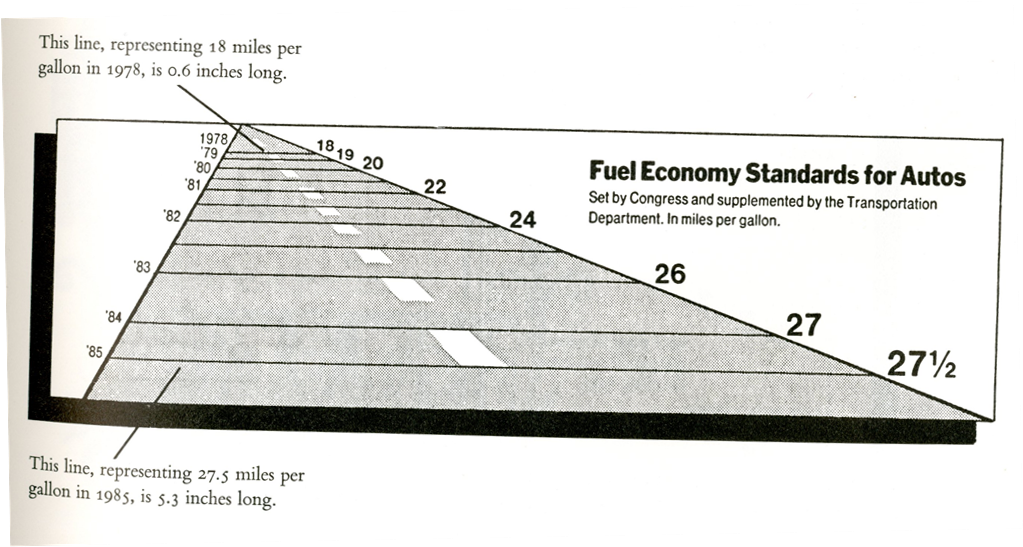 This line, representing 18 miles per
gallon in 1978, is 0.6 inches long.
1978
'79
'80
'81
'82
'83
'84
'85
18
19
20
22
24
26
27
27½
Fuel Economy Standards for Autos
Set by Congress and supplemented by the Transportation
Department. In miles per gallon.
This line, representing 27.5 miles per
gallon in 1985, is 5.3 inches long.